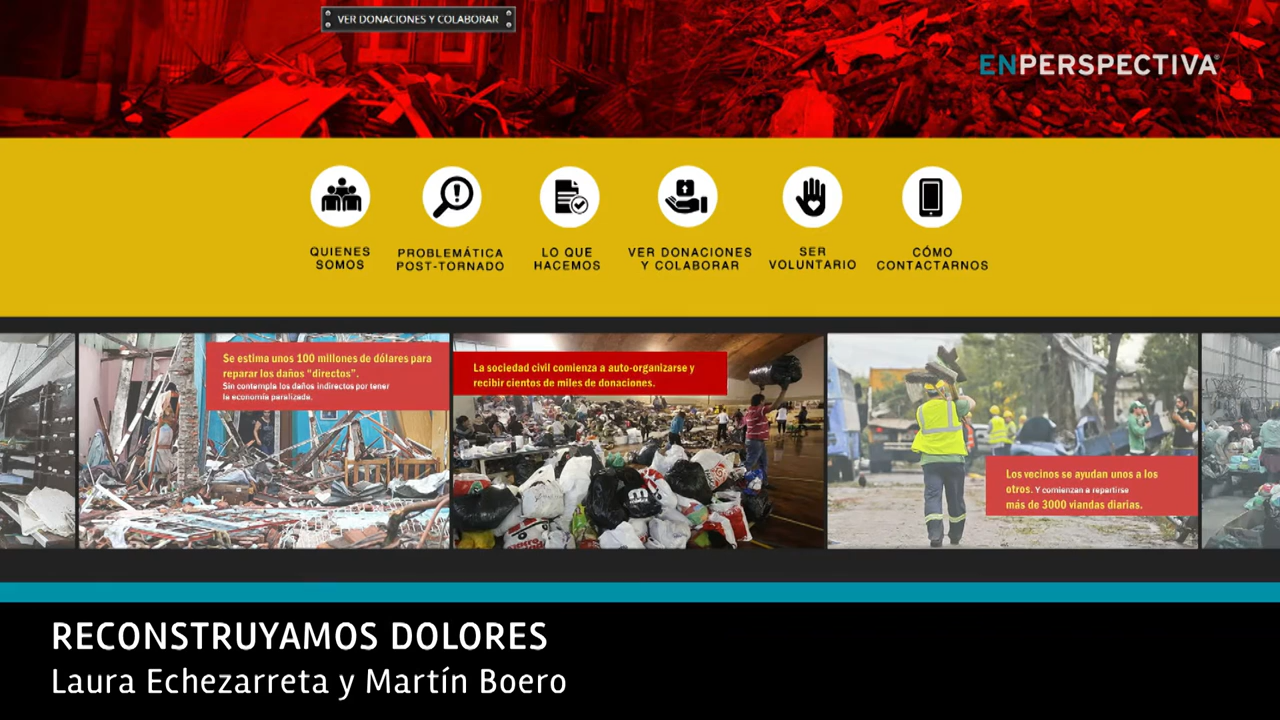 VER DONACIONES Y COLABORAR
ENPERSPECTIVA
QUIENES
SOMOS
PROBLEMÁTICA
POST-TORNADO
LO QUE
HACEMOS
VER DONACIONES
Y COLABORAR
SER
VOLUNTARIO
CÓMO
CONTACTARNOS
Se estima unos 100 millones de dólares para
reparar los daños “directos”.
Sin contempla los daños indirectos por tener
la economía paralizada.
La sociedad civil comienza a auto-organizarse y
recibir cientos de miles de donaciones.
Los vecinos se ayudan unos a los
otros. Y comienzan a repartirse
más de 3000 viandas diarias.
RECONSTRUYAMOS DOLORES
Laura Echezarreta y Martín Boero